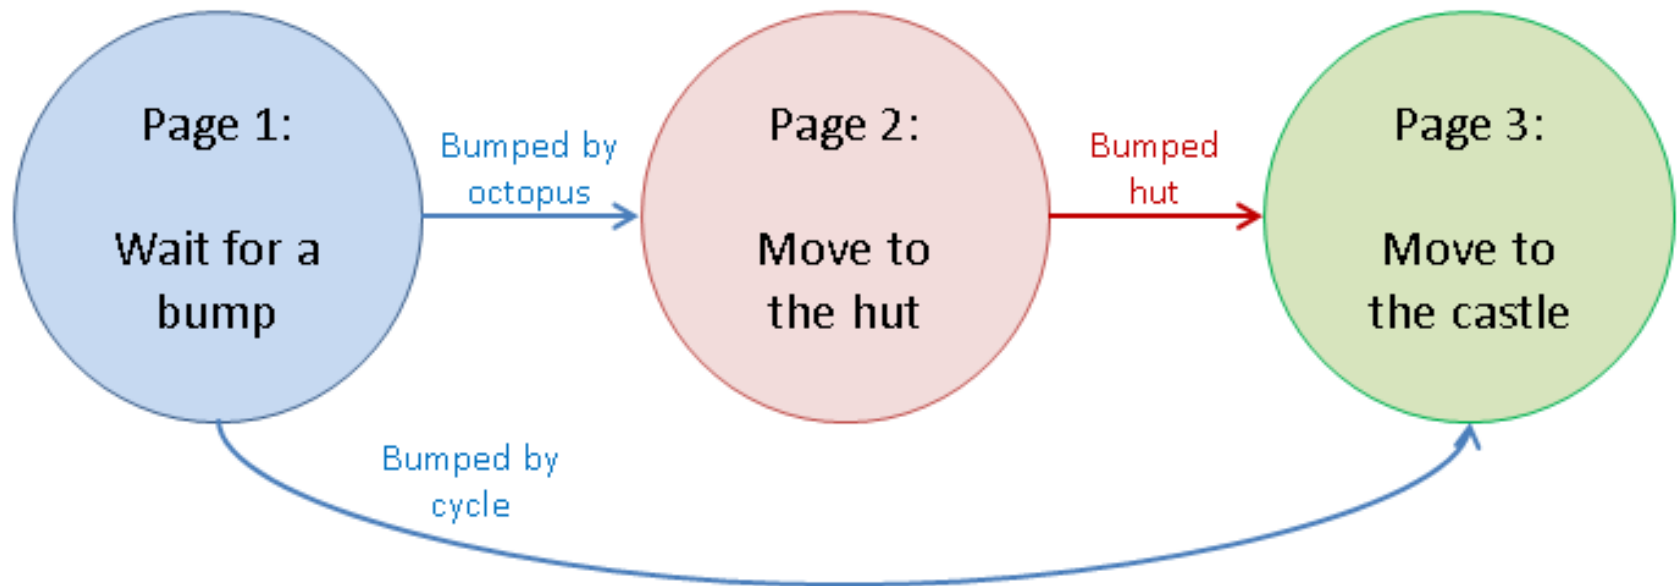 Page 1:
Wait for a
bump
Bumped by
octopus
Page 2:
Move to
the hut
Bumped
hut
Page 3:
Move to
the castle
Bumped by
cycle